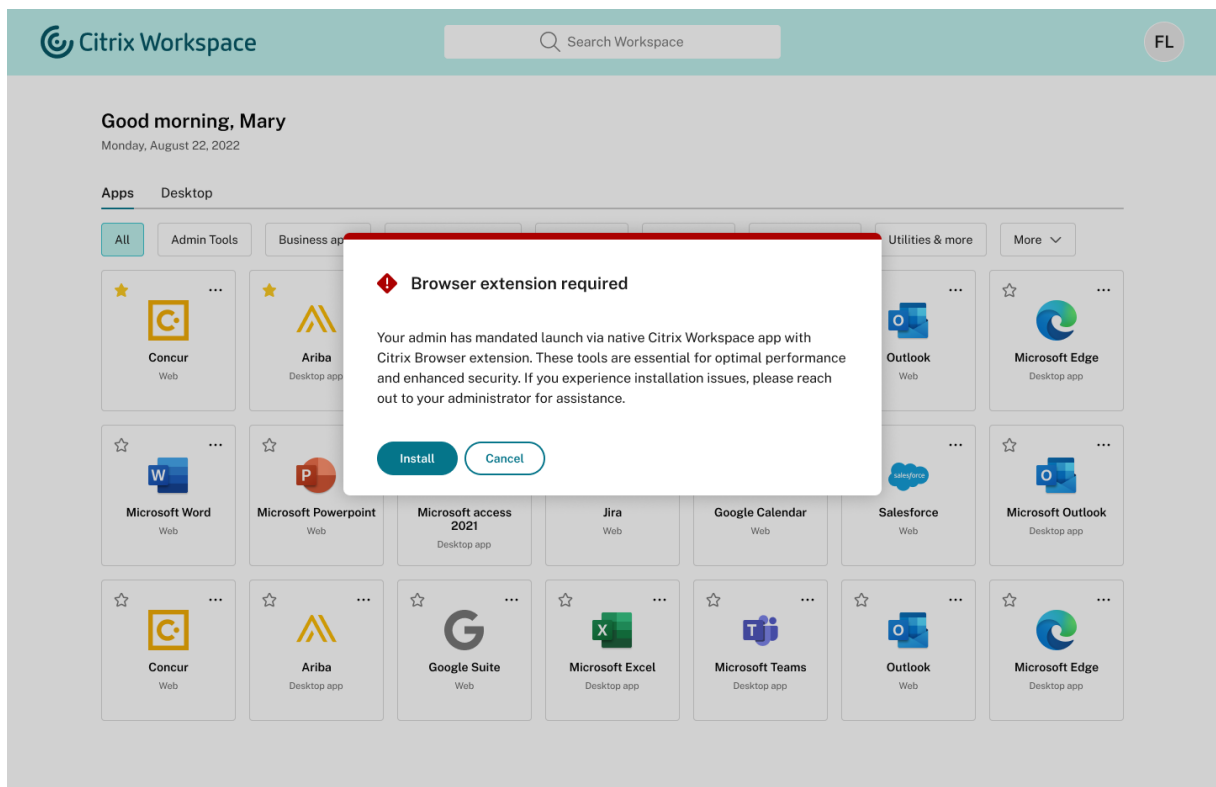 Citrix Workspace
Search Workspace
FL
Good morning, Mary
Monday, August 22, 2022
Apps
Desktop
All
Admin Tools
Business ap
Utilities & more
More
Browser extension required
Your admin has mandated launch via native Citrix Workspace app with
Citrix Browser extension. These tools are essential for optimal performance
and enhanced security. If you experience installation issues, please reach
out to your administrator for assistance.
Install
Cancel
Concur
Web
Ariba
Desktop app
Outlook
Web
Microsoft Edge
Desktop app
Microsoft Word
Web
Microsoft Powerpoint
Web
Microsoft access
2021
Desktop app
Jira
Web
Google Calendar
Web
salesforce
Salesforce
Web
Microsoft Outlook
Desktop app
Concur
Web
Ariba
Desktop app
Google Suite
Web
Microsoft Excel
Desktop app
Microsoft Teams
Desktop app
Outlook
Web
Microsoft Edge
Desktop app